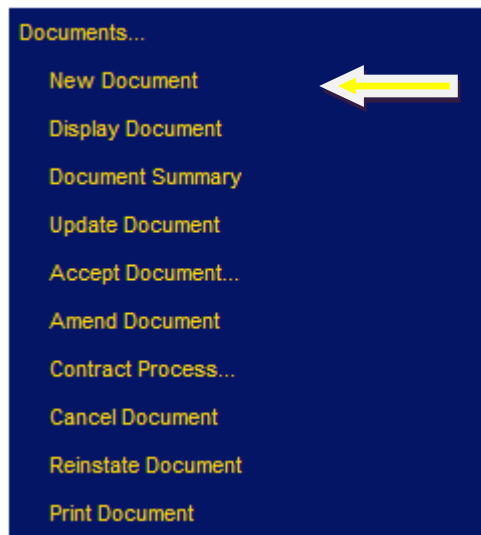 Documents...
New Document
Display Document
Document Summary
Update Document
Accept Document...
Amend Document
Contract Process...
Cancel Document
Reinstate Document
Print Document